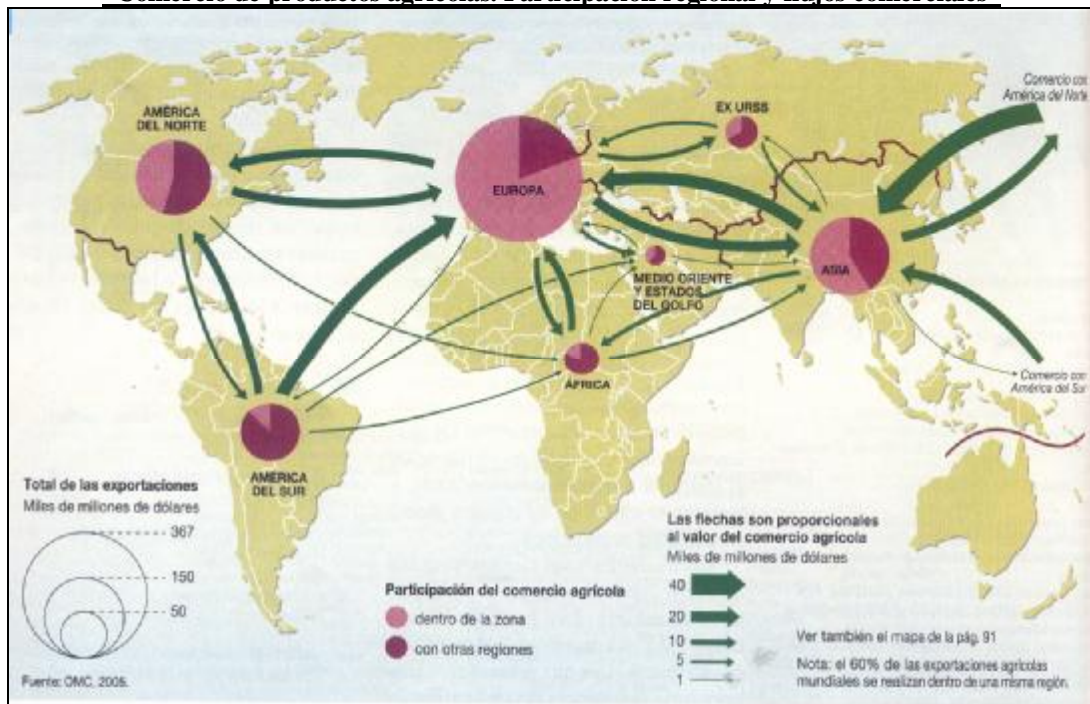 Comercio de productos agrícolas. Participación regional y flujos comerciales
AMÉRICA
DEL NORTE
EUROPA
EX URSS
Comercio con
América del Norte
ASIA
MEDIO ORIENTE
Y ESTADOS
DEL GOLFO
ÁFRICA
Comercio con
América del Sur
AMÉRICA
DEL SUR
Total de las exportaciones
Miles de millones de dólares
367
150
50
Fuente: OMC, 2005.
Participación del comercio agrícola
dentro de la zona
con otras regiones
Las flechas son proporcionales
al valor del comercio agrícola
Miles de millones de dólares
40
20
10
5
1
Ver también el mapa de la pág. 91
Nota: el 60% de las exportaciones agrícolas
mundiales se realizan dentro de una misma región.